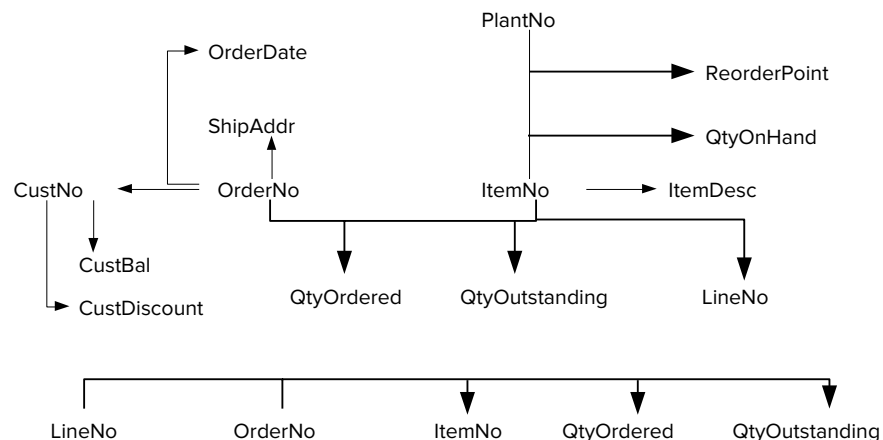 PlantNo
OrderDate
ReorderPoint
ShipAddr
QtyOnHand
CustNo
OrderNo
ItemNo
ItemDesc
CustBal
CustDiscount
QtyOrdered
QtyOutstanding
LineNo
LineNo
OrderNo
ItemNo
QtyOrdered
QtyOutstanding